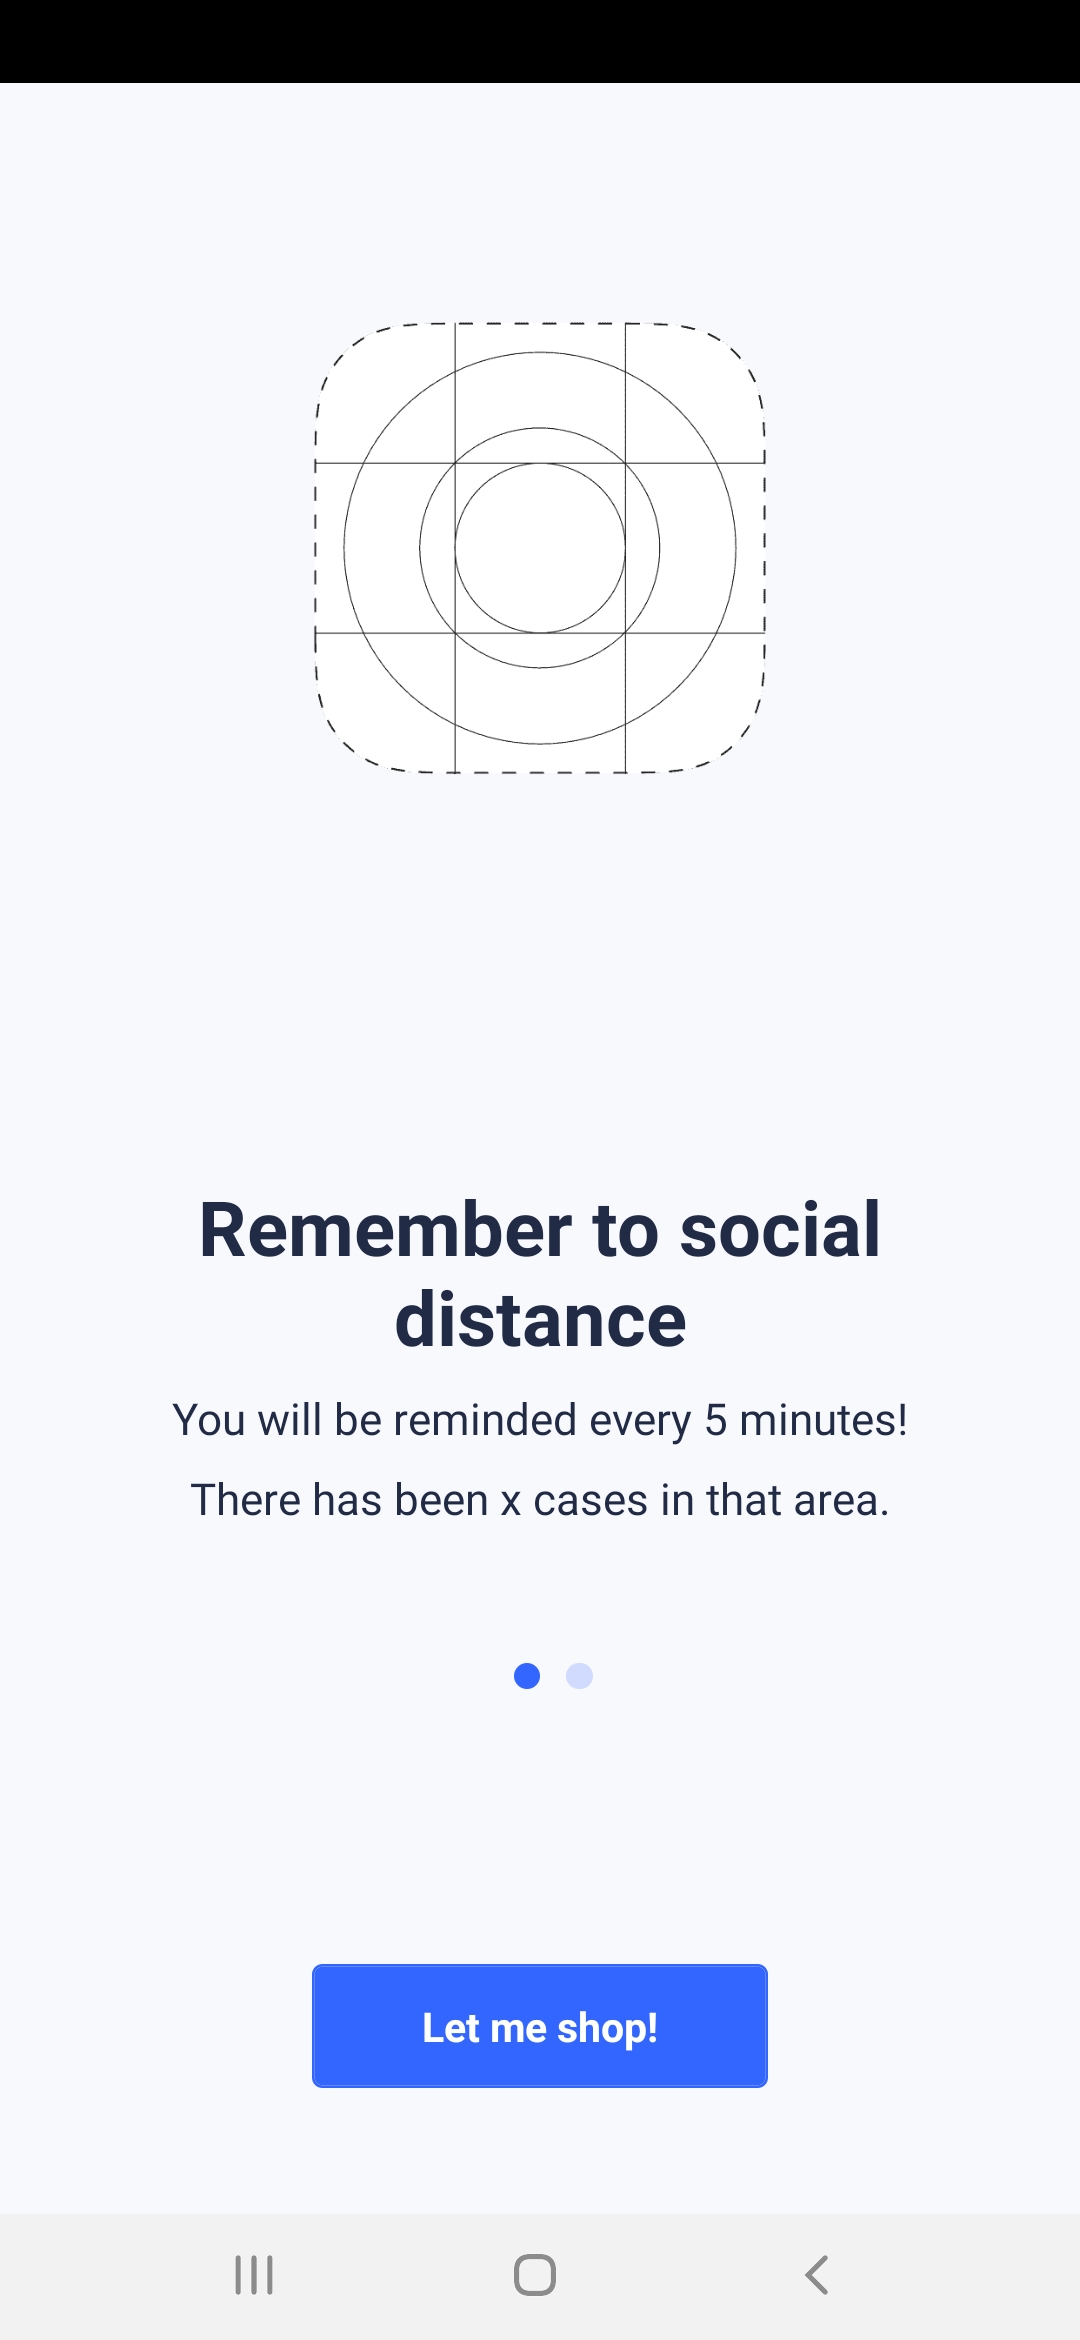 Remember to social
distance
You will be reminded every 5 minutes!
There has been x cases in that area.
Let me shop!